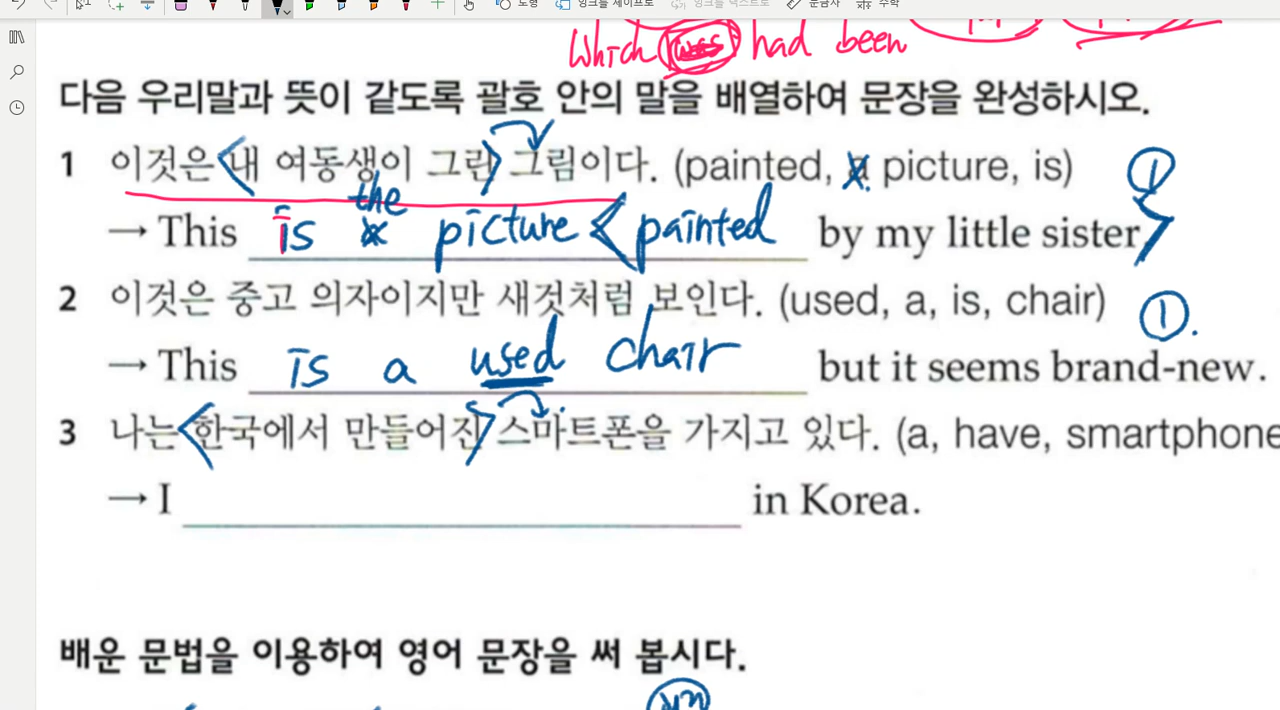 Which was had been
다음 우리말과 뜻이 같도록 괄호 안의 말을 배열하여 문장을 완성하시오.
1 이것은 내 여동생이 그린 그림이다. (painted, a, picture, is) ①
the
→ This is a picture painted by my little sister
2 이것은 중고 의자이지만 새것처럼 보인다. (used, a, is, chair) ①.
→ This is a used chair but it seems brand-new.
3 나는 한국에서 만들어진 스마트폰을 가지고 있다. (a, have, smartphone
→ I in Korea.
배운 문법을 이용하여 영어 문장을 써 봅시다.